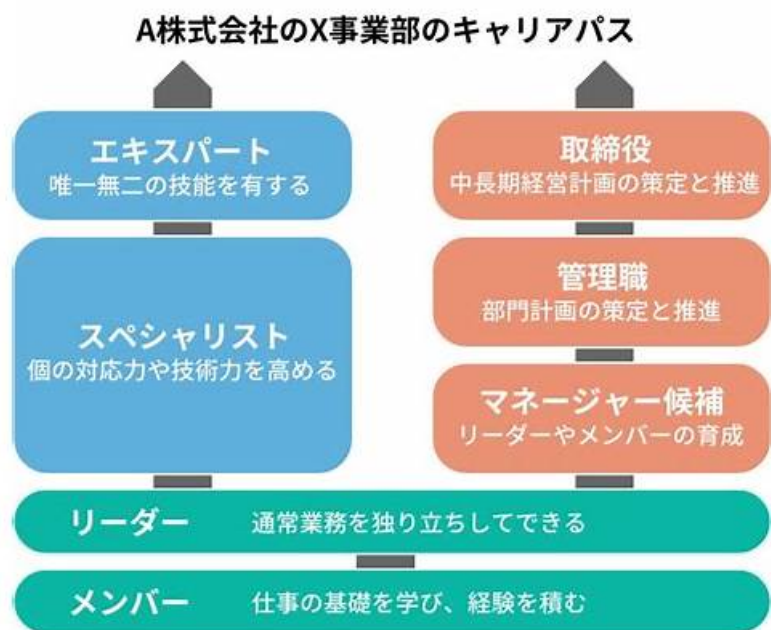 A株式会社のX事業部のキャリアパス
エキスパート
唯一無二の技能を有する
スペシャリスト
個の対応力や技術力を高める
取締役
中長期経営計画の策定と推進
管理職
部門計画の策定と推進
マネージャー候補
リーダーやメンバーの育成
リーダー 通常業務を独り立ちしてできる
メンバー 仕事の基礎を学び、経験を積む